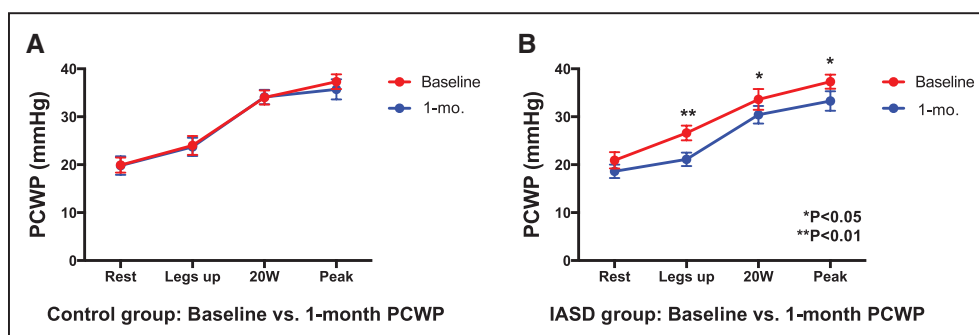 A
PCWP (mmHg)
40
30
20
10
0
Rest Legs up 20W Peak
Baseline
1-mo.
Control group: Baseline vs. 1-month PCWP
B
PCWP (mmHg)
40
30
20
10
0
Rest Legs up 20W Peak
** * *
Baseline
1-mo.
*P<0.05
**P<0.01
IASD group: Baseline vs. 1-month PCWP